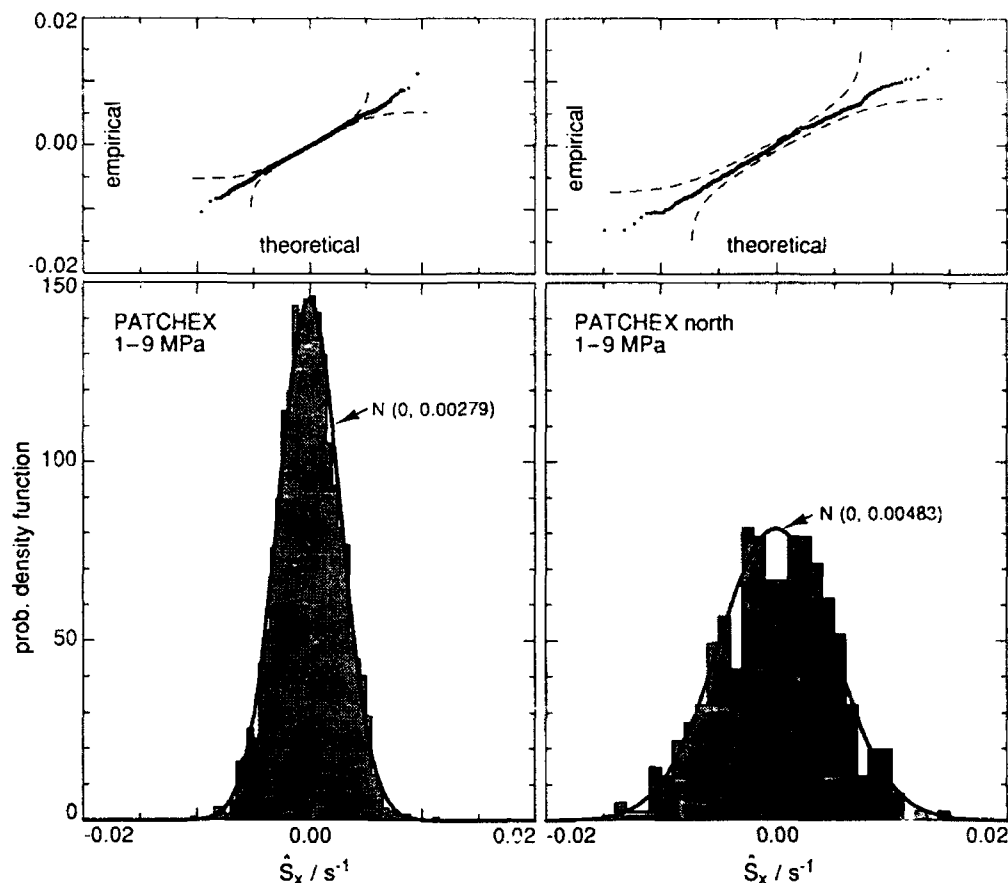 0.02
0.00
-0.02
empirical
theoretical
empirical
theoretical
150
100
50
0
prob. density function
PATCHEX
1–9 MPa
N (0, 0.00279)
PATCHEX north
1–9 MPa
N (0, 0.00483)
-0.02
0.00
0.02
-0.02
0.00
0.02
Ŝx / s-1
Ŝx / s-1